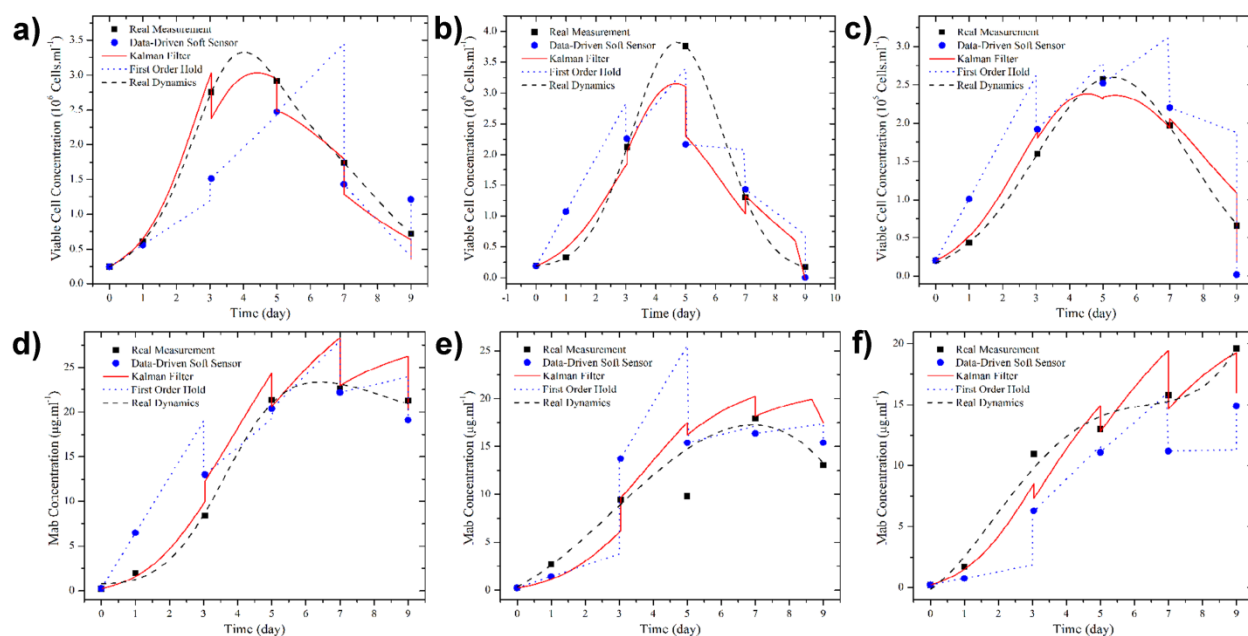 a)
Real Measurement
Data-Driven Soft Sensor
Kalman Filter
First Order Hold
Real Dynamics
Viable Cell Concentration (10⁶ Cells.ml⁻¹)
3.5
3.0
2.5
2.0
1.5
1.0
0.5
0.0
0 1 2 3 4 5 6 7 8 9
Time (day)
b)
Real Measurement
Data-Driven Soft Sensor
Kalman Filter
First Order Hold
Real Dynamics
Viable Cell Concentration (10⁶ Cells.ml⁻¹)
4.0
3.5
3.0
2.5
2.0
1.5
1.0
0.5
0.0
-1 0 1 2 3 4 5 6 7 8 9 10
Time (day)
c)
Real Measurement
Data-Driven Soft Sensor
Kalman Filter
First Order Hold
Real Dynamics
Viable Cell Concentration (10⁵ Cells.ml⁻¹)
3.0
2.5
2.0
1.5
1.0
0.5
0.0
0 1 2 3 4 5 6 7 8 9
Time (day)
d)
Real Measurement
Data-Driven Soft Sensor
Kalman Filter
First Order Hold
Real Dynamics
Mab Concentration (µg.ml⁻¹)
25
20
15
10
5
0
0 1 2 3 4 5 6 7 8 9
Time (day)
e)
Real Measurement
Data-Driven Soft Sensor
Kalman Filter
First Order Hold
Real Dynamics
Mab Concentration (µg.ml⁻¹)
25
20
15
10
5
0
0 1 2 3 4 5 6 7 8 9
Time (day)
f)
Real Measurement
Data-Driven Soft Sensor
Kalman Filter
First Order Hold
Real Dynamics
Mab Concentration (µg.ml⁻¹)
20
15
10
5
0
0 1 2 3 4 5 6 7 8 9
Time (day)